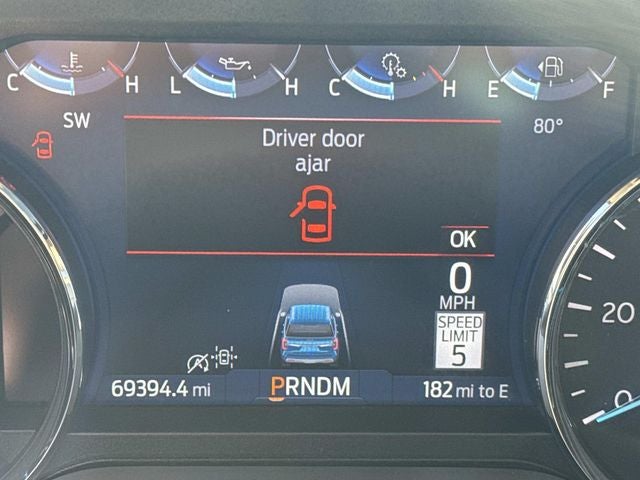 C H L H C H E F
SW
80°
Driver door
ajar
OK
0
MPH
SPEED
LIMIT
5
20
0
69394.4 mi
PRNDM
182 mi to E